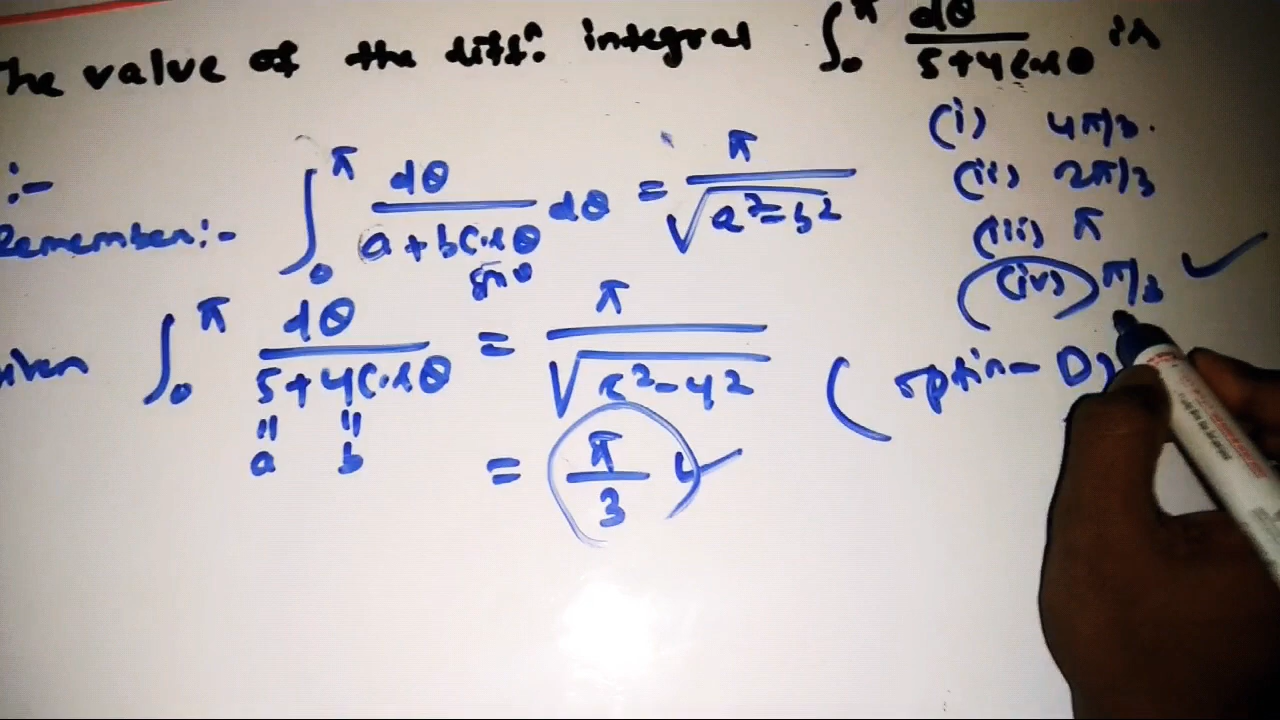 The value of the diffⁿ. integral ∫₀^π dθ/(5+4cosθ) is
(i) 4π/3.
(ii) 2π/3
(iii) π
(iv) π/3 ✓
:-
Remember:- ∫₀^π dθ/(a+bcosθ) dθ = π/√(a²-b²)
sinθ
∫₀^π dθ/(5+4cosθ) = π/√(5²-4²) (option-D)
" "
a b
= π/3 ✓